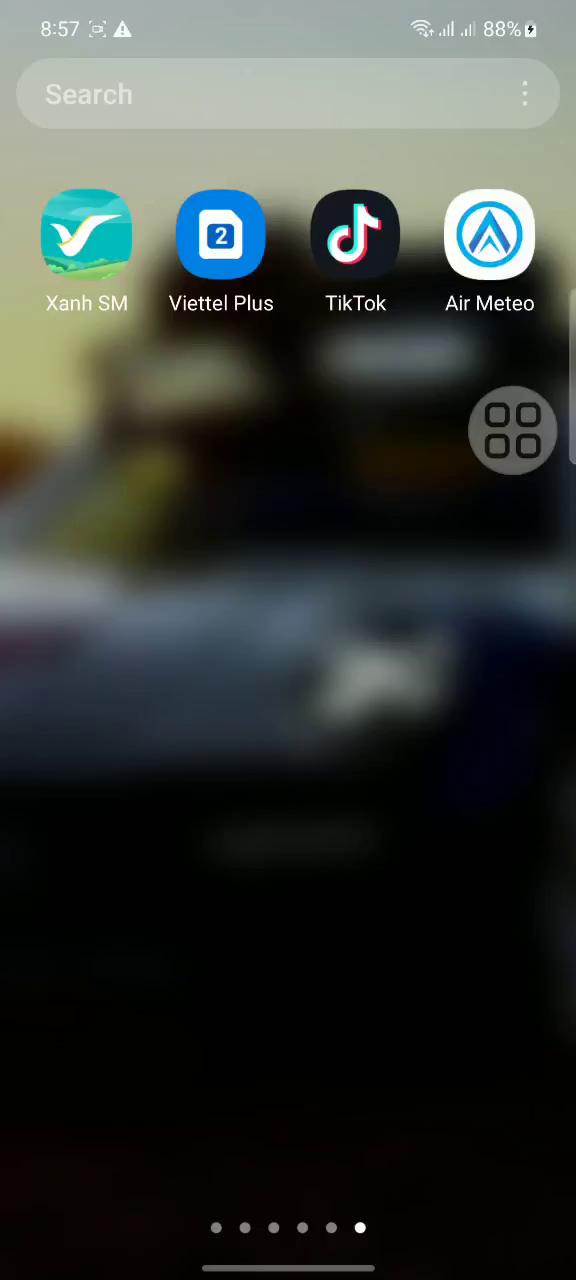 8:57 88%
Search
2
Xanh SM Viettel Plus TikTok Air Meteo